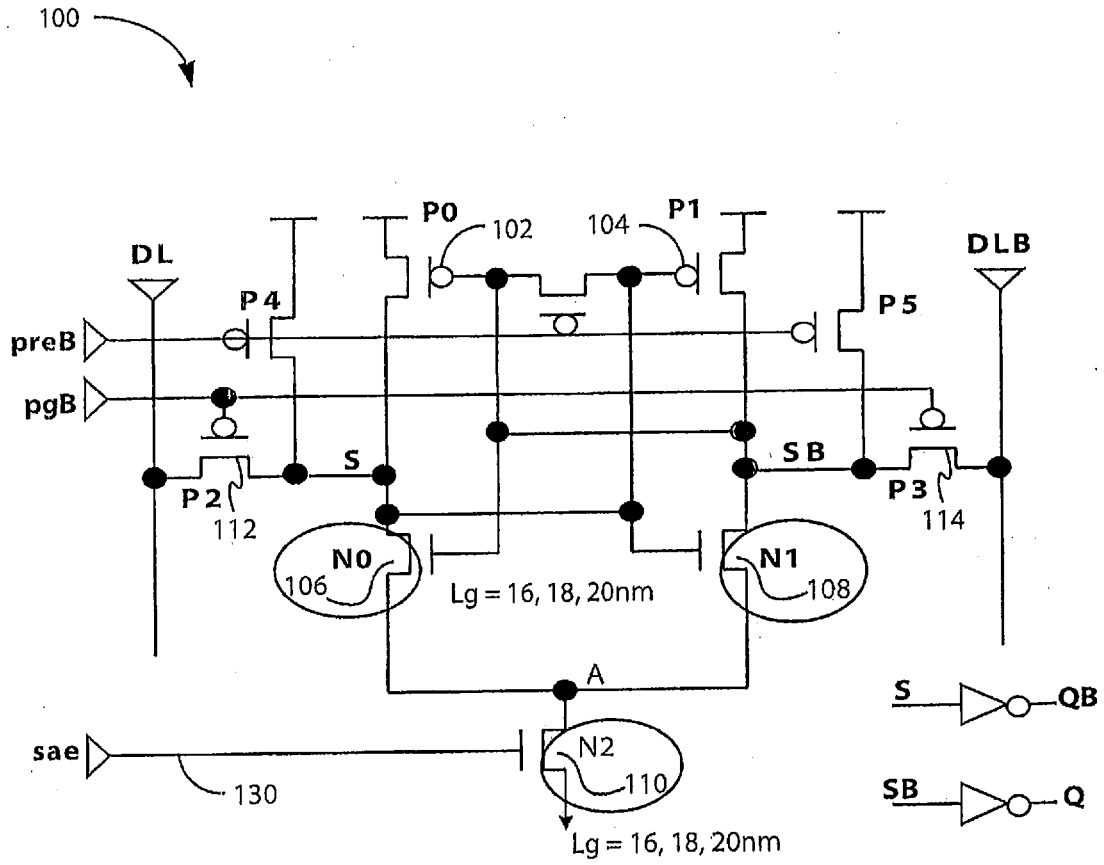 100
P0
102
104
P1
DL
DLB
P4
P5
preB
pgB
S
SB
P2
112
P3
114
N0
106
Lg = 16, 18, 20nm
N1
108
A
S
QB
sae
130
N2
110
SB
Q
Lg = 16, 18, 20nm